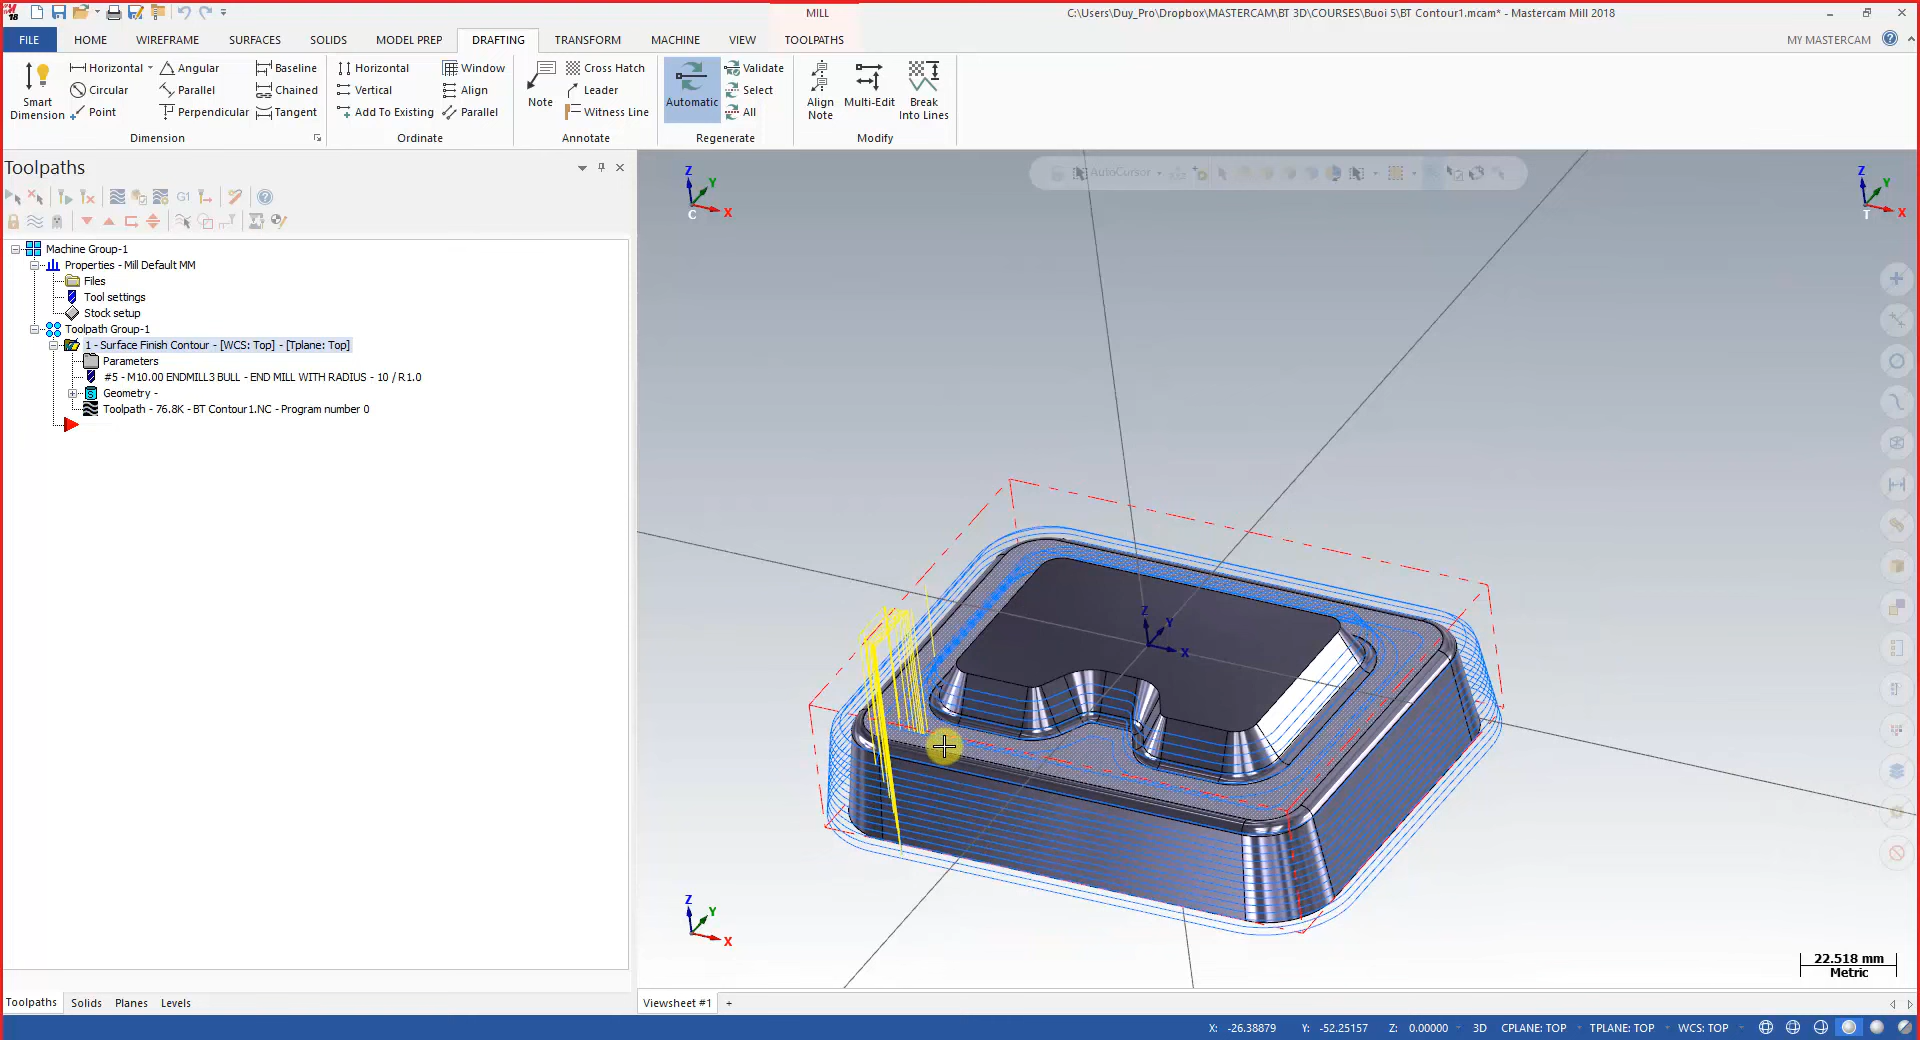 18
MILL
C:\Users\Duy_Pro\Dropbox\MASTERCAM\BT 3D\COURSES\Buoi 5\BT Contour1.mcam* - Mastercam Mill 2018
FILE HOME WIREFRAME SURFACES SOLIDS MODEL PREP DRAFTING TRANSFORM MACHINE VIEW TOOLPATHS MY MASTERCAM
Smart Dimension
Horizontal Angular Baseline
Circular Parallel Chained
Point Perpendicular Tangent
Dimension
Horizontal Window
Vertical Align
Add To Existing Parallel
Ordinate
Note
Cross Hatch
Leader
Witness Line
Annotate
Automatic
Validate
Select
All
Regenerate
Align Note
Multi-Edit
Break Into Lines
Modify
Toolpaths
G1
Machine Group-1
Properties - Mill Default MM
Files
Tool settings
Stock setup
Toolpath Group-1
1 - Surface Finish Contour - [WCS: Top] - [Tplane: Top]
Parameters
#5 - M10.00 ENDMILL3 BULL - END MILL WITH RADIUS - 10 / R1.0
Geometry -
Toolpath - 76.8K - BT Contour1.NC - Program number 0
AutoCursor
Z
Y
X
C
Z
Y
X
T
Z
Y
X
Z
Y
X
22.518 mm
Metric
Toolpaths Solids Planes Levels
Viewsheet #1 +
X: -26.38879 Y: -52.25157 Z: 0.00000 3D CPLANE: TOP TPLANE: TOP WCS: TOP